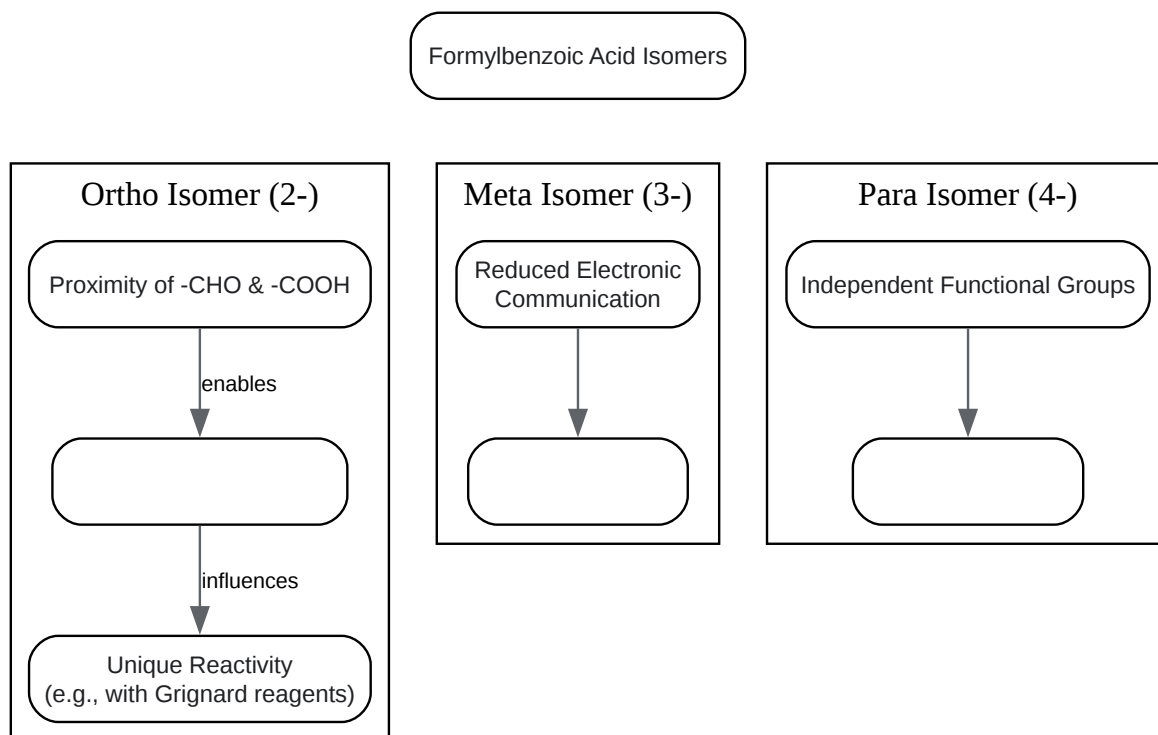 Formylbenzoic Acid Isomers
Ortho Isomer (2-)
Proximity of -CHO & -COOH
enables
influences
Unique Reactivity
(e.g., with Grignard reagents)
Meta Isomer (3-)
Reduced Electronic
Communication
Para Isomer (4-)
Independent Functional Groups